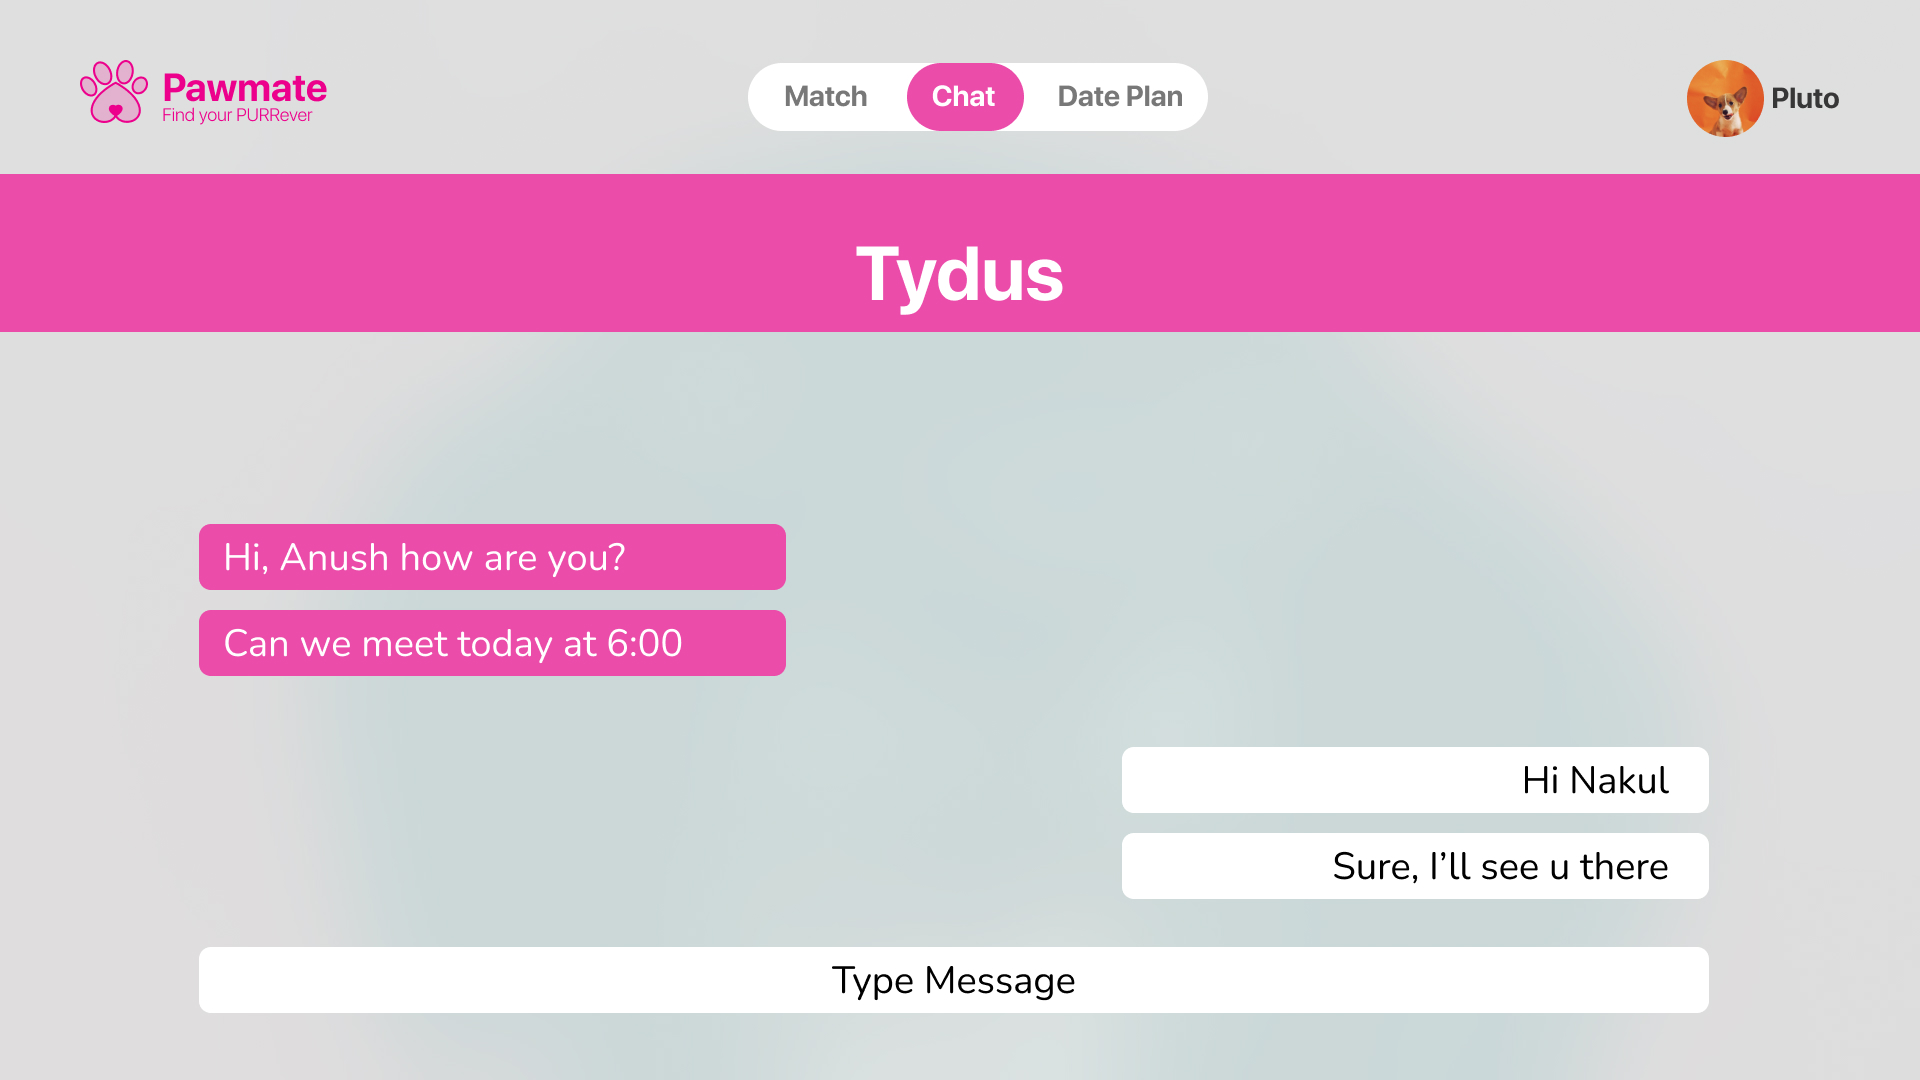 Pawmate
Find your PURRever
Match Chat Date Plan
Pluto
Tydus
Hi, Anush how are you?
Can we meet today at 6:00
Hi Nakul
Sure, I’ll see u there
Type Message